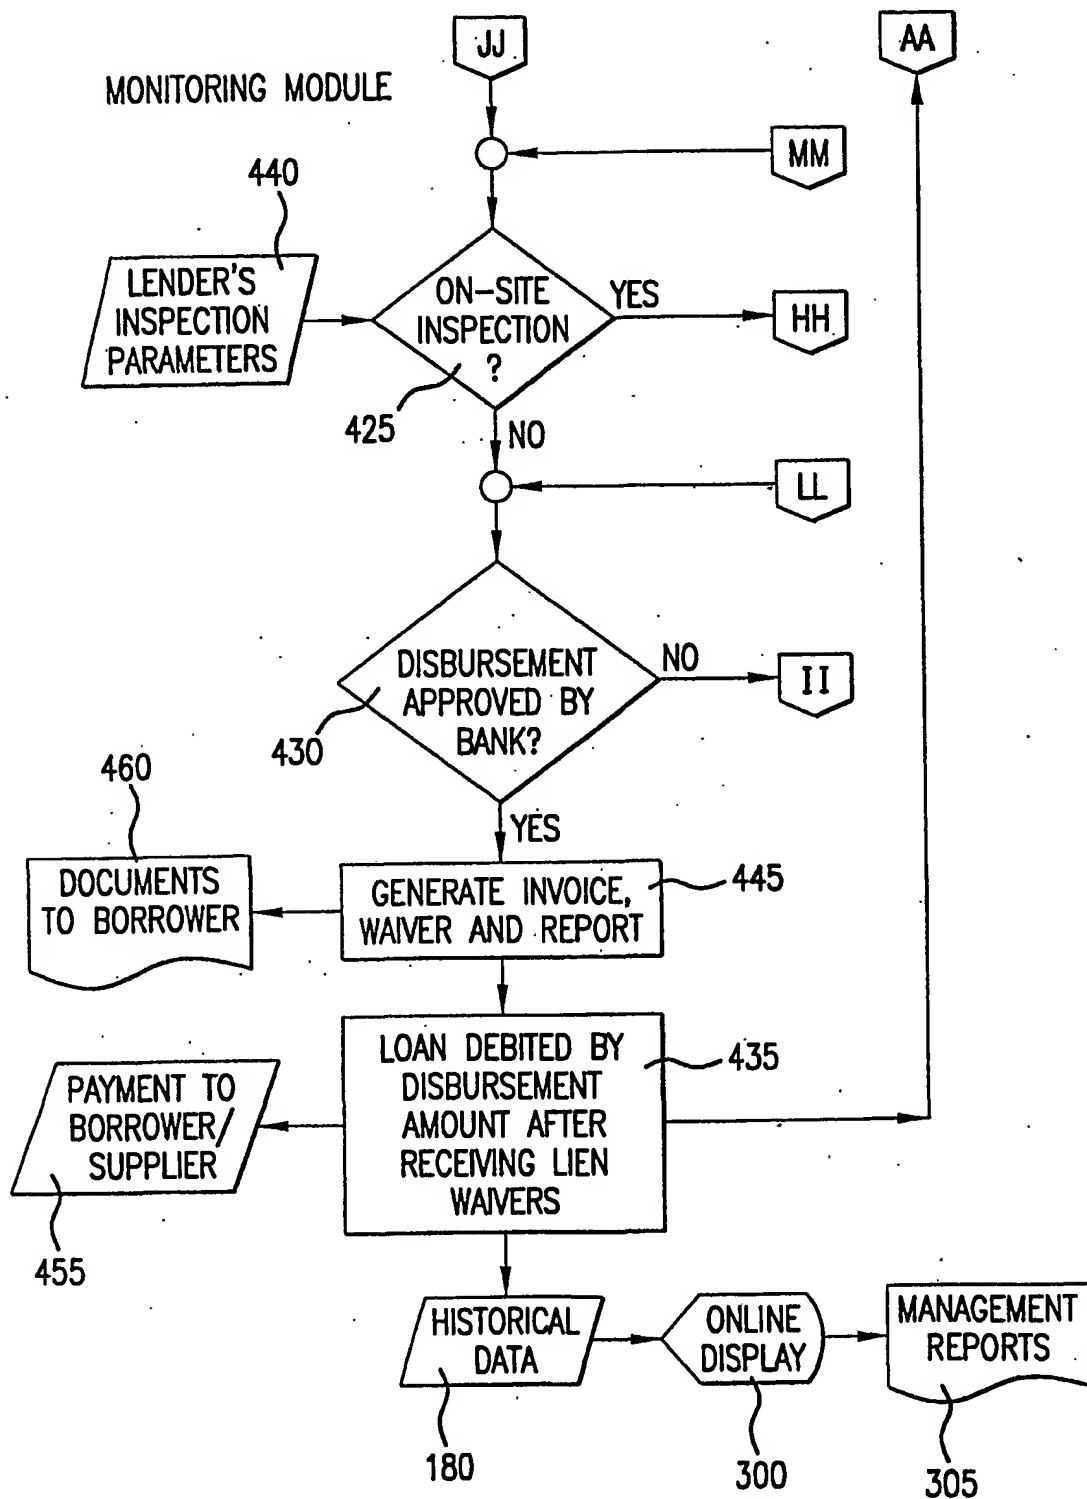 JJ
AA
MONITORING MODULE
MM
440
LENDER'S
INSPECTION
PARAMETERS
ON-SITE
INSPECTION
?
YES
HH
425
NO
LL
DISBURSEMENT
APPROVED BY
BANK?
NO
II
430
460
YES
DOCUMENTS
TO BORROWER
GENERATE INVOICE,
WAIVER AND REPORT
445
LOAN DEBITED BY
DISBURSEMENT
AMOUNT AFTER
RECEIVING LIEN
WAIVERS
435
PAYMENT TO
BORROWER/
SUPPLIER
455
HISTORICAL
DATA
ONLINE
DISPLAY
MANAGEMENT
REPORTS
180
300
305